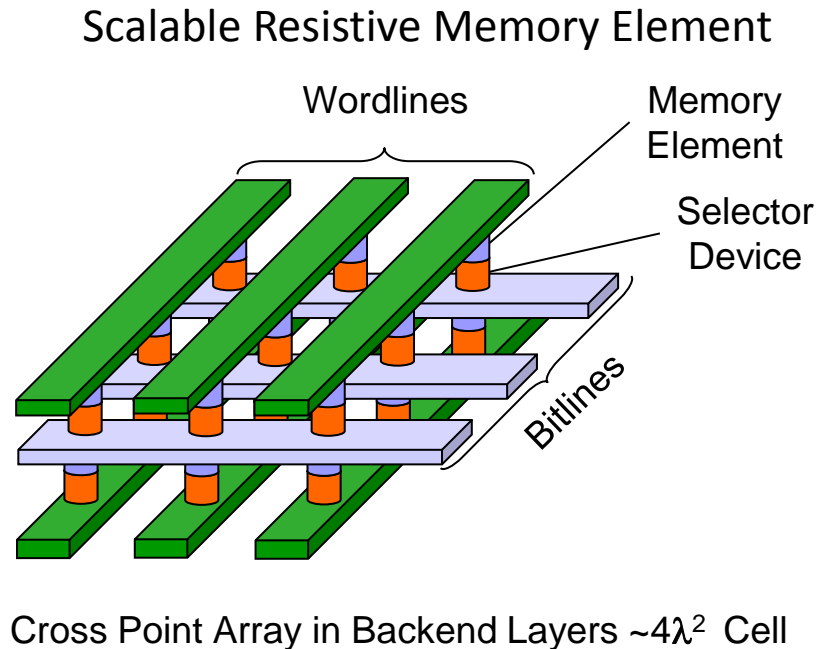 Scalable Resistive Memory Element
Wordlines
Memory
Element
Selector
Device
Bitlines
Cross Point Array in Backend Layers ~4λ² Cell